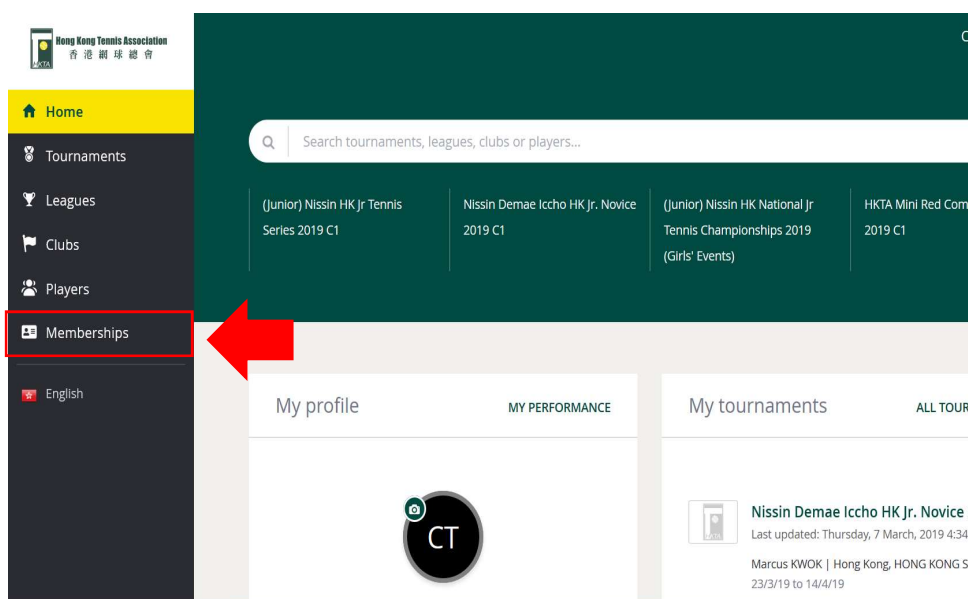 Hong Kong Tennis Association
香港網球總會
HKTA
C
Home
Tournaments
Leagues
Clubs
Players
Memberships
English
Search tournaments, leagues, clubs or players...
(Junior) Nissin HK Jr Tennis
Series 2019 C1
Nissin Demae Iccho HK Jr. Novice
2019 C1
(Junior) Nissin HK National Jr
Tennis Championships 2019
(Girls' Events)
HKTA Mini Red Com
2019 C1
My profile
MY PERFORMANCE
CT
My tournaments
ALL TOUR
Nissin Demae Iccho HK Jr. Novice
Last updated: Thursday, 7 March, 2019 4:34
Marcus KWOK | Hong Kong, HONG KONG S
23/3/19 to 14/4/19